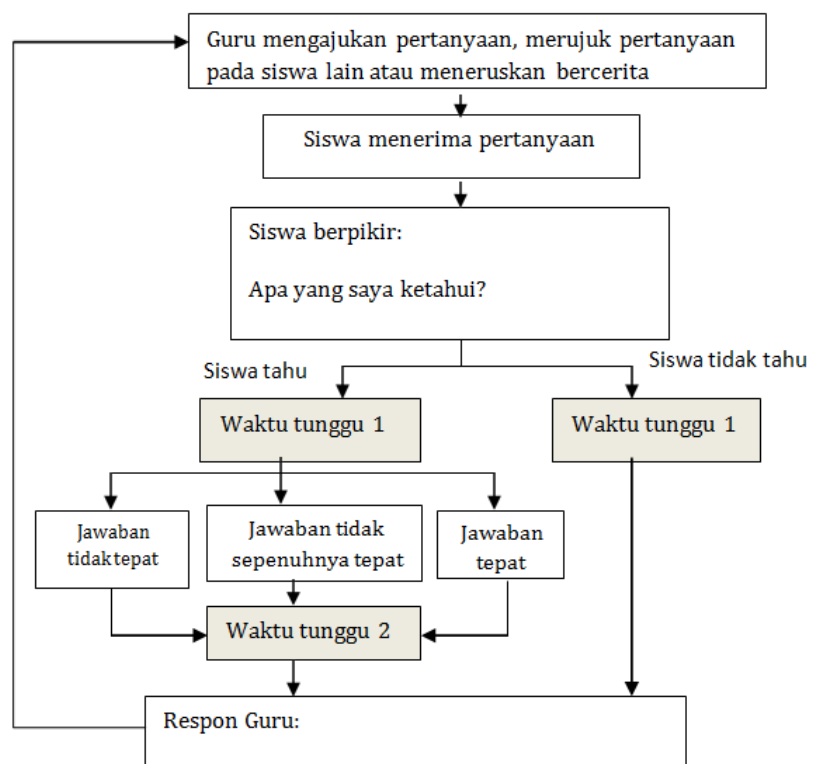 Guru mengajukan pertanyaan, merujuk pertanyaan
pada siswa lain atau meneruskan bercerita
Siswa menerima pertanyaan
Siswa berpikir:
Apa yang saya ketahui?
Siswa tahu
Siswa tidak tahu
Waktu tunggu 1
Waktu tunggu 1
Jawaban
tidak tepat
Jawaban tidak
sepenuhnya tepat
Jawaban
tepat
Waktu tunggu 2
Respon Guru: